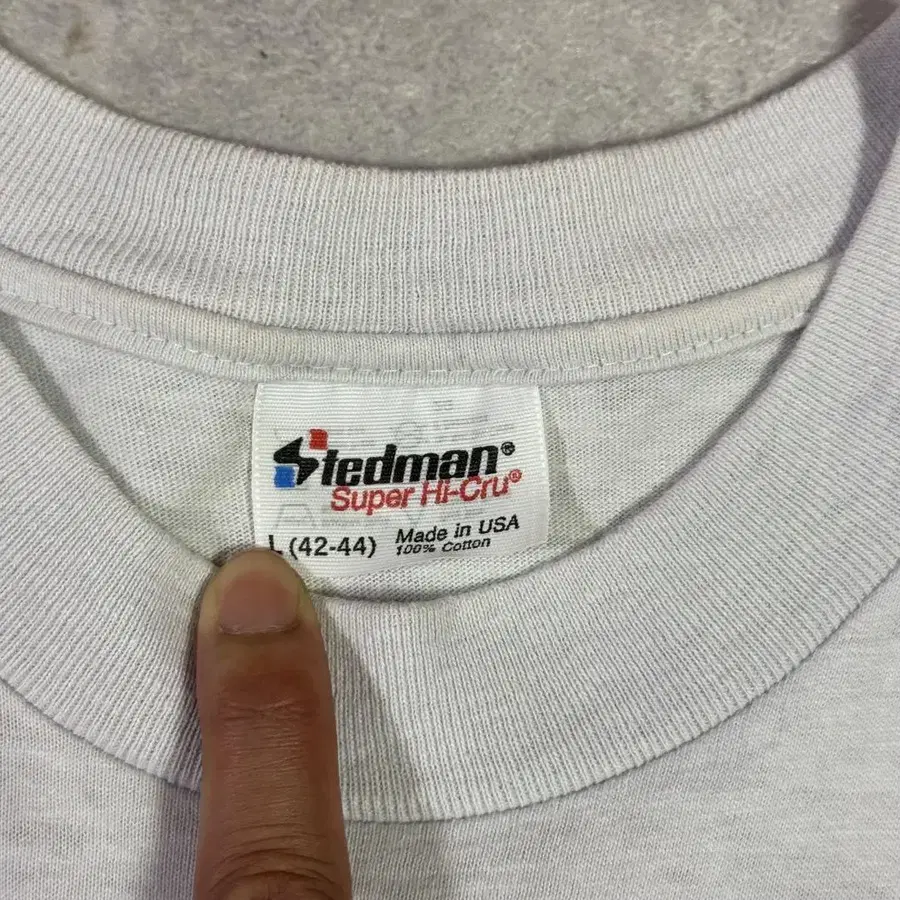 Stedman®
Super Hi-Cru®
L (42-44) Made in USA
100% Cotton